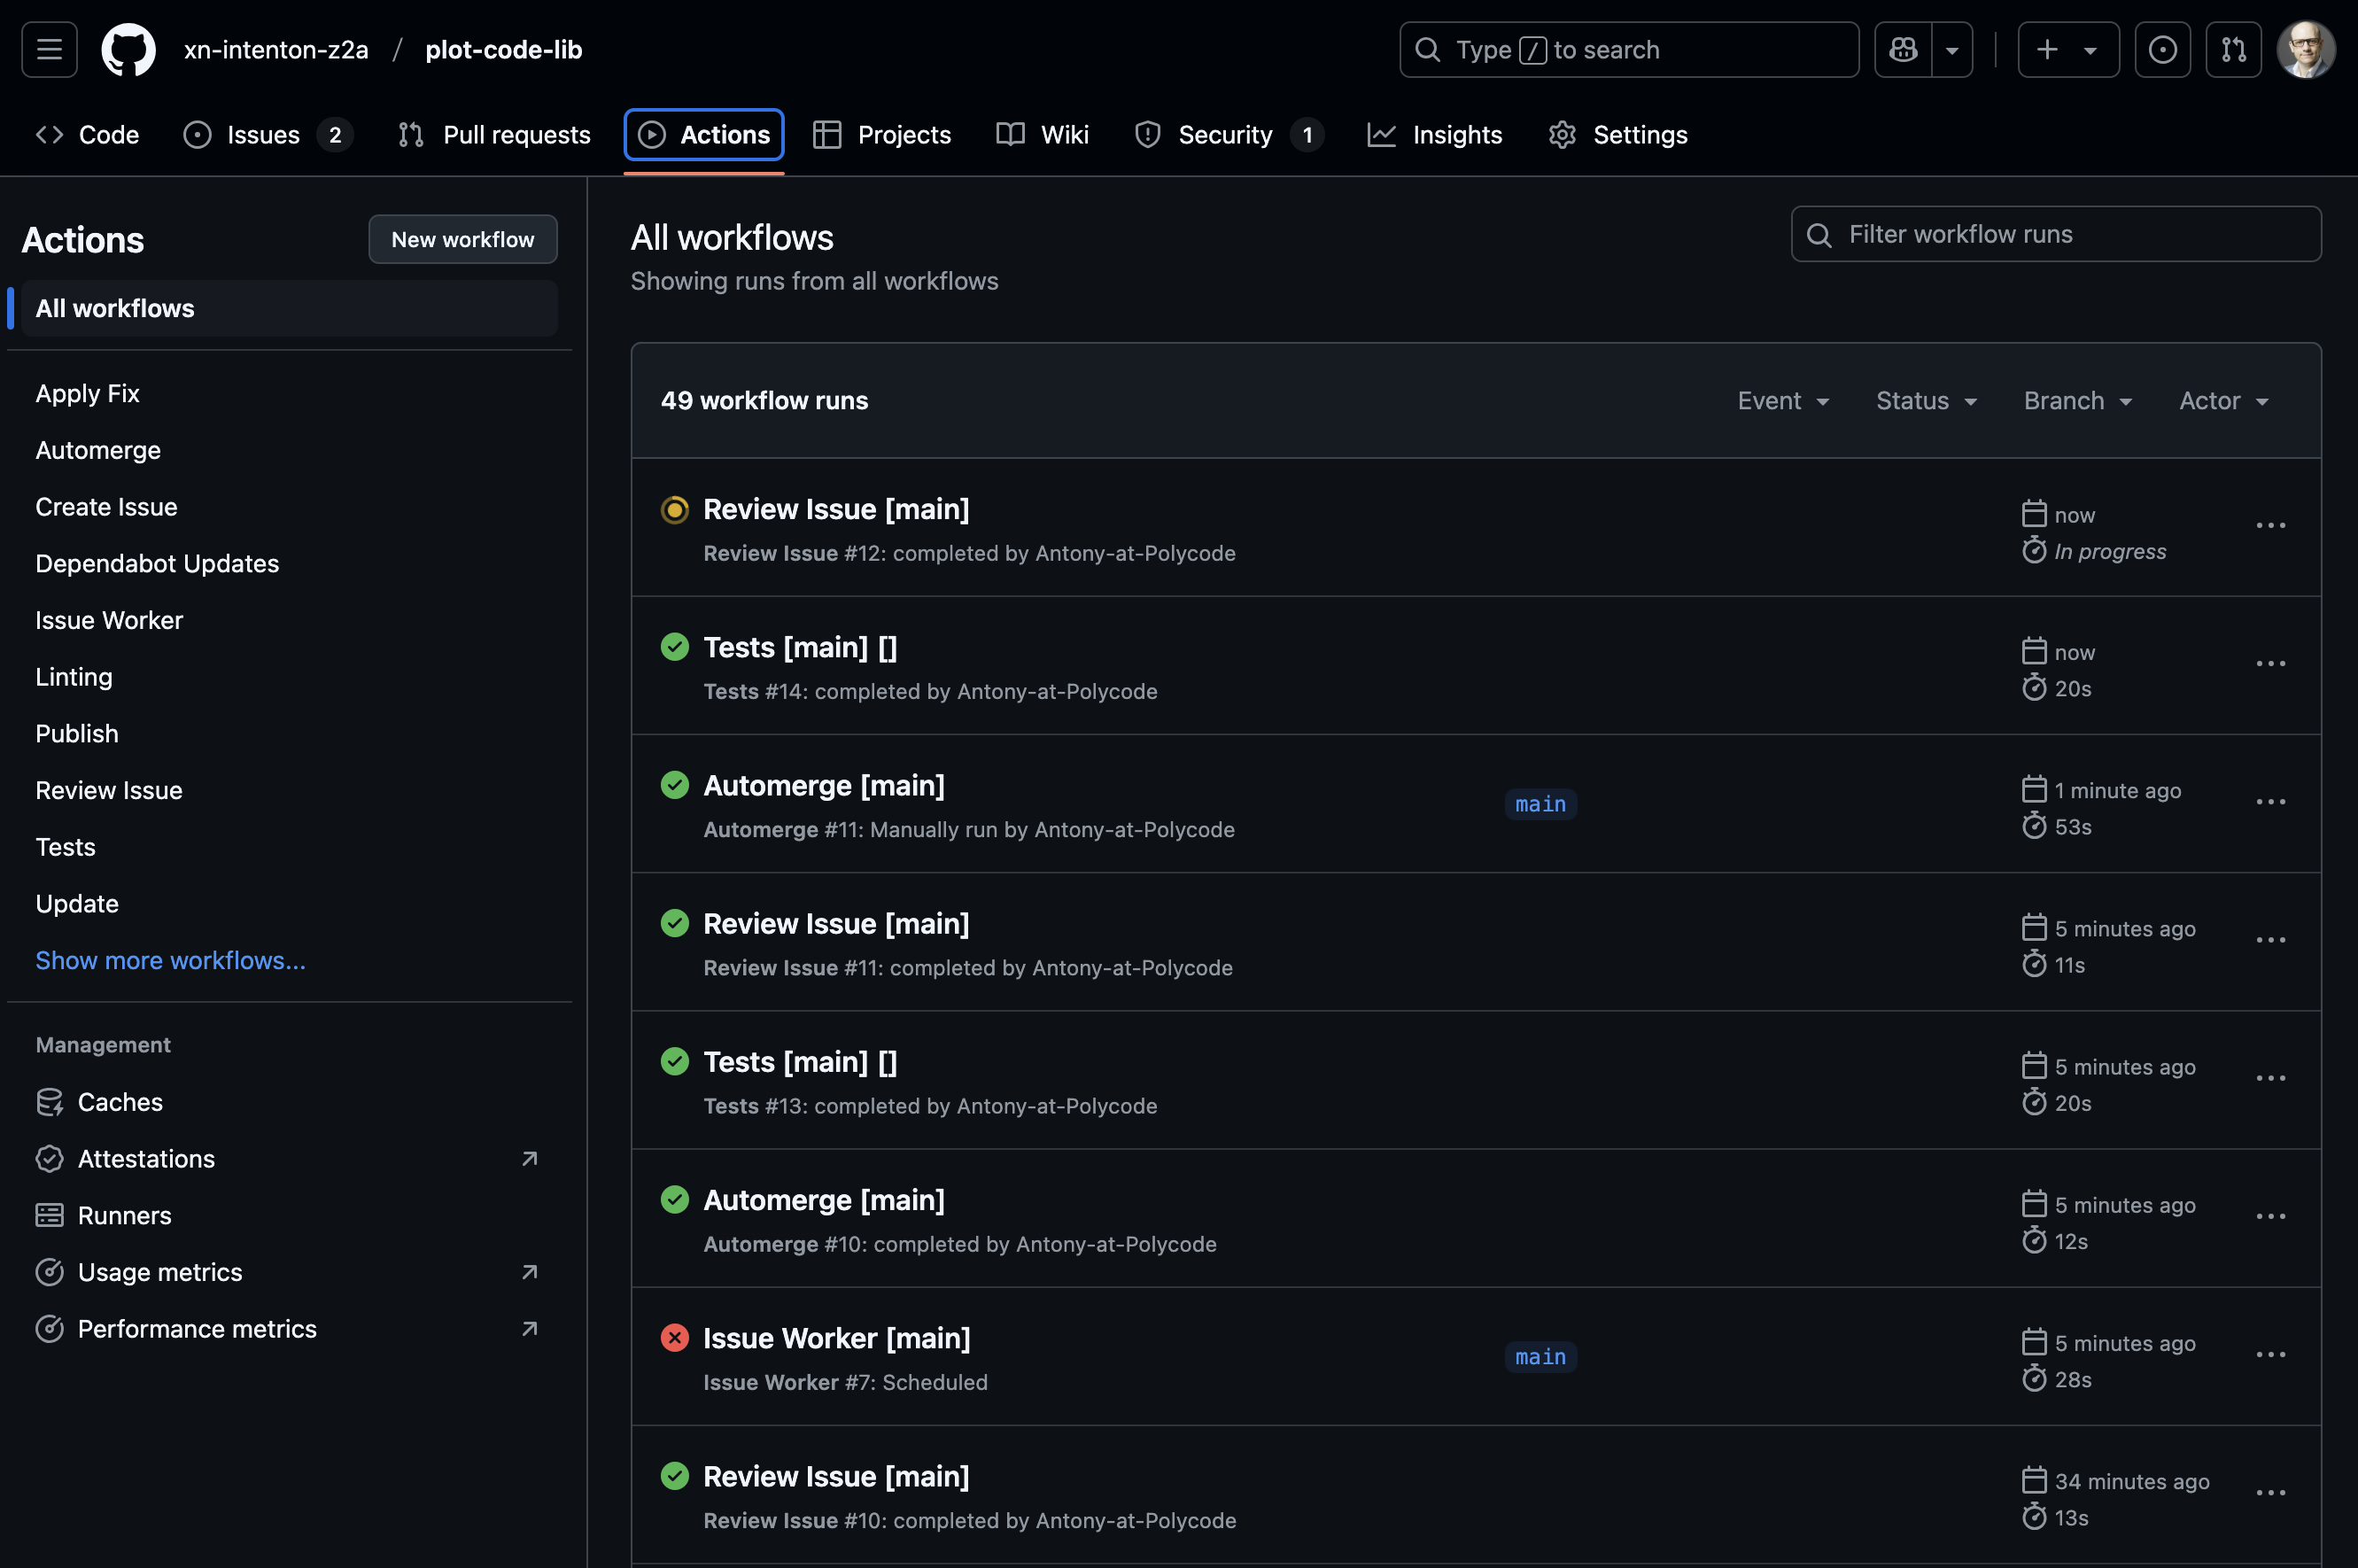 xn-intenton-z2a / plot-code-lib
Type / to search
Code
Issues 2
Pull requests
Actions
Projects
Wiki
Security 1
Insights
Settings
Actions
New workflow
All workflows
Apply Fix
Automerge
Create Issue
Dependabot Updates
Issue Worker
Linting
Publish
Review Issue
Tests
Update
Show more workflows...
Management
Caches
Attestations
Runners
Usage metrics
Performance metrics
All workflows
Showing runs from all workflows
Filter workflow runs
49 workflow runs
Event
Status
Branch
Actor
Review Issue [main]
Review Issue #12: completed by Antony-at-Polycode
now
In progress
Tests [main] []
Tests #14: completed by Antony-at-Polycode
now
20s
Automerge [main]
Automerge #11: Manually run by Antony-at-Polycode
main
1 minute ago
53s
Review Issue [main]
Review Issue #11: completed by Antony-at-Polycode
5 minutes ago
11s
Tests [main] []
Tests #13: completed by Antony-at-Polycode
5 minutes ago
20s
Automerge [main]
Automerge #10: completed by Antony-at-Polycode
5 minutes ago
12s
Issue Worker [main]
Issue Worker #7: Scheduled
main
5 minutes ago
28s
Review Issue [main]
Review Issue #10: completed by Antony-at-Polycode
34 minutes ago
13s